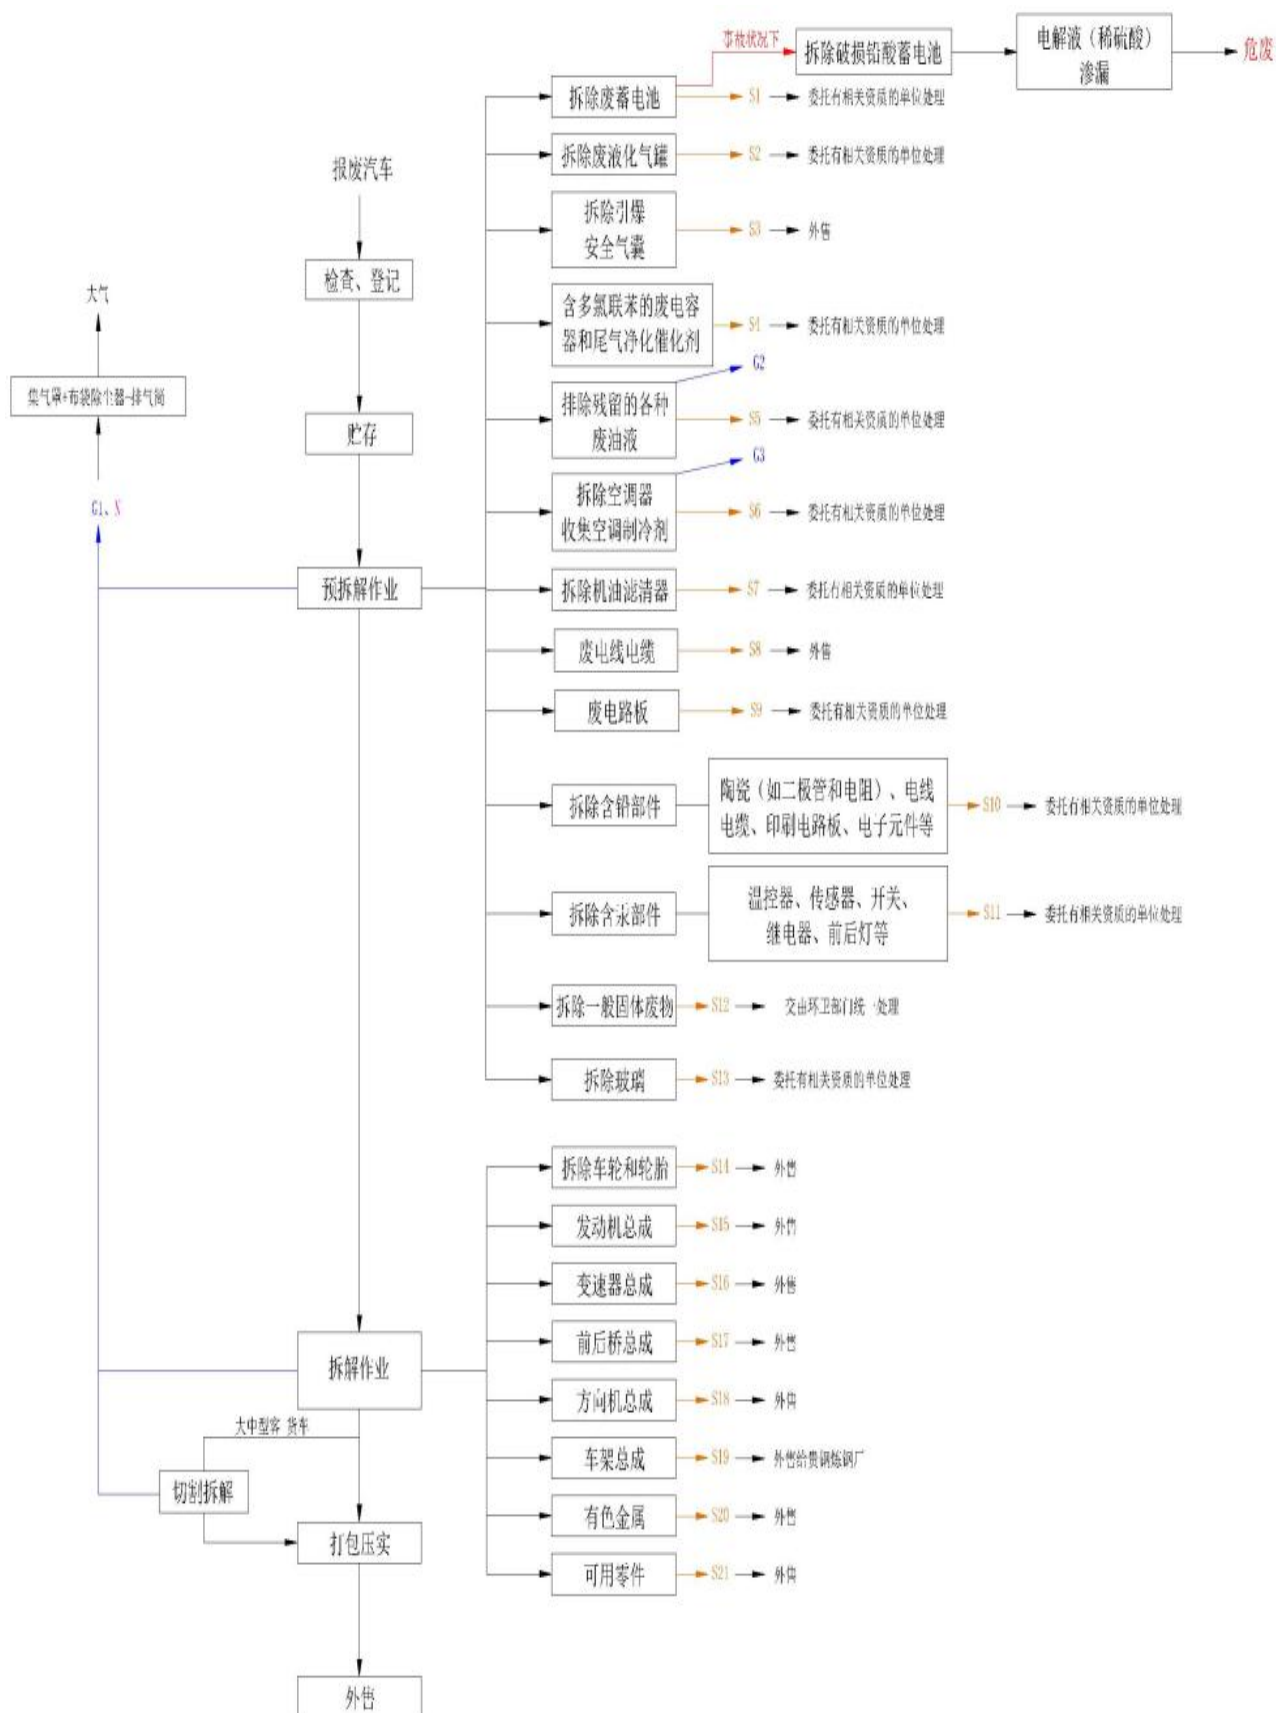 事故状况下
拆除破损铅酸蓄电池
电解液（稀硫酸）
渗漏
危废
拆除废蓄电池
S1
委托有相关资质的单位处理
拆除废液化气罐
S2
委托有相关资质的单位处理
报废汽车
拆除引爆
安全气囊
S3
外售
检查、登记
大气
含多氯联苯的废电容
器和尾气净化催化剂
S4
委托有相关资质的单位处理
G2
集气罩+布袋除尘器-排气筒
排除残留的各种
废油液
S5
委托有相关资质的单位处理
贮存
G3
拆除空调器
收集空调制冷剂
S6
委托有相关资质的单位处理
G1、N
预拆解作业
拆除机油滤清器
S7
委托有相关资质的单位处理
废电线电缆
S8
外售
废电路板
S9
委托有相关资质的单位处理
拆除含铅部件
陶瓷（如二极管和电阻）、电线
电缆、印刷电路板、电子元件等
S10
委托有相关资质的单位处理
拆除含汞部件
温控器、传感器、开关、
继电器、前后灯等
S11
委托有相关资质的单位处理
拆除一般固体废物
S12
交由环卫部门统一处理
拆除玻璃
S13
委托有相关资质的单位处理
拆除车轮和轮胎
S14
外售
发动机总成
S15
外售
变速器总成
S16
外售
前后桥总成
S17
外售
拆解作业
方向机总成
S18
外售
大中型客 货车
车架总成
S19
外售给贵钢炼钢厂
切割拆解
有色金属
S20
外售
打包压实
可用零件
S21
外售
外售